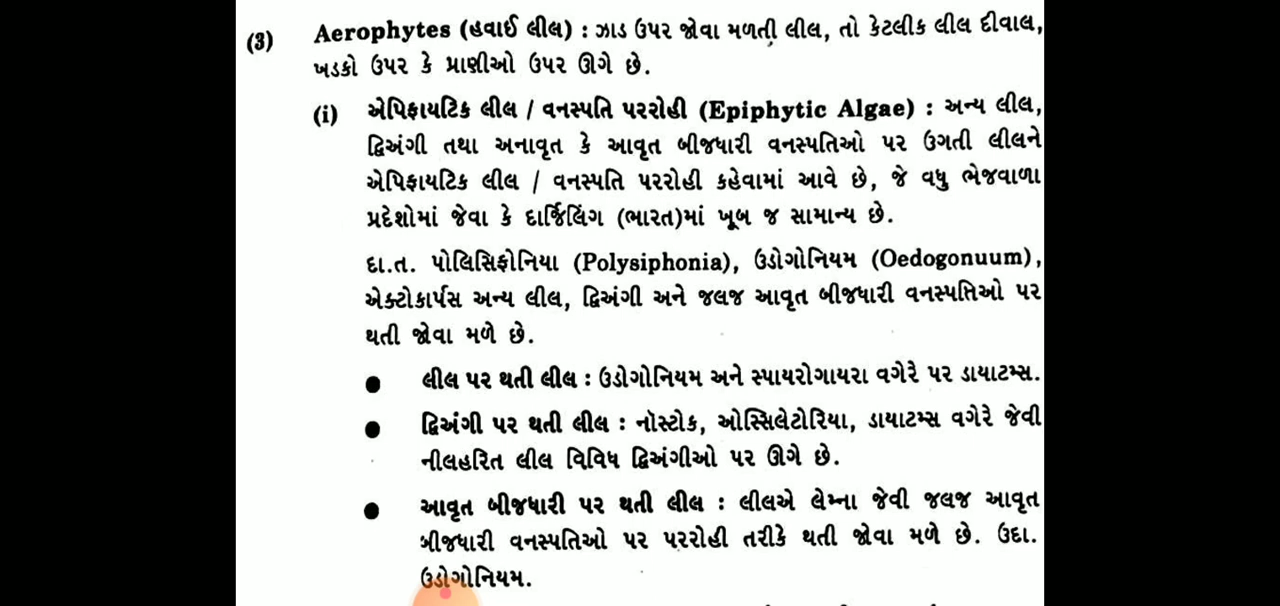 (3) Aerophytes (હવાઈ લીલ) : ઝાડ ઉપર જોવા મળતી લીલ, તો કેટલીક લીલ દીવાલ,
ખડકો ઉપર કે પ્રાણીઓ ઉપર ઊગે છે.
(i) એપિફાયટિક લીલ / વનસ્પતિ પરરોહી (Epiphytic Algae) : અન્ય લીલ,
દ્વિઅંગી તથા અનાવૃત કે આવૃત બીજધારી વનસ્પતિઓ પર ઉગતી લીલને
એપિફાયટિક લીલ / વનસ્પતિ પરરોહી કહેવામાં આવે છે, જે વધુ ભેજવાળા
પ્રદેશોમાં જેવા કે દાર્જિલિંગ (ભારત)માં ખૂબ જ સામાન્ય છે.
દા.ત. પોલિસિફોનિયા (Polysiphonia), ઉડોગોનિયમ (Oedogonuum),
એક્ટોકાર્પસ અન્ય લીલ, દ્વિઅંગી અને જલજ આવૃત બીજધારી વનસ્પતિઓ પર
થતી જોવા મળે છે.
● લીલ પર થતી લીલ : ઉડોગોનિયમ અને સ્પાયરોગાયરા વગેરે પર ડાયાટમ્સ.
● દ્વિઅંગી પર થતી લીલ : નૉસ્ટોક, ઓસ્સિલેટોરિયા, ડાયાટમ્સ વગેરે જેવી
નીલહરિત લીલ વિવિધ દ્વિઅંગીઓ પર ઊગે છે.
● આવૃત બીજધારી પર થતી લીલ : લીલએ લેમ્ના જેવી જલજ આવૃત
બીજધારી વનસ્પતિઓ પર પરરોહી તરીકે થતી જોવા મળે છે. ઉદા.
ઉડોગોનિયમ.